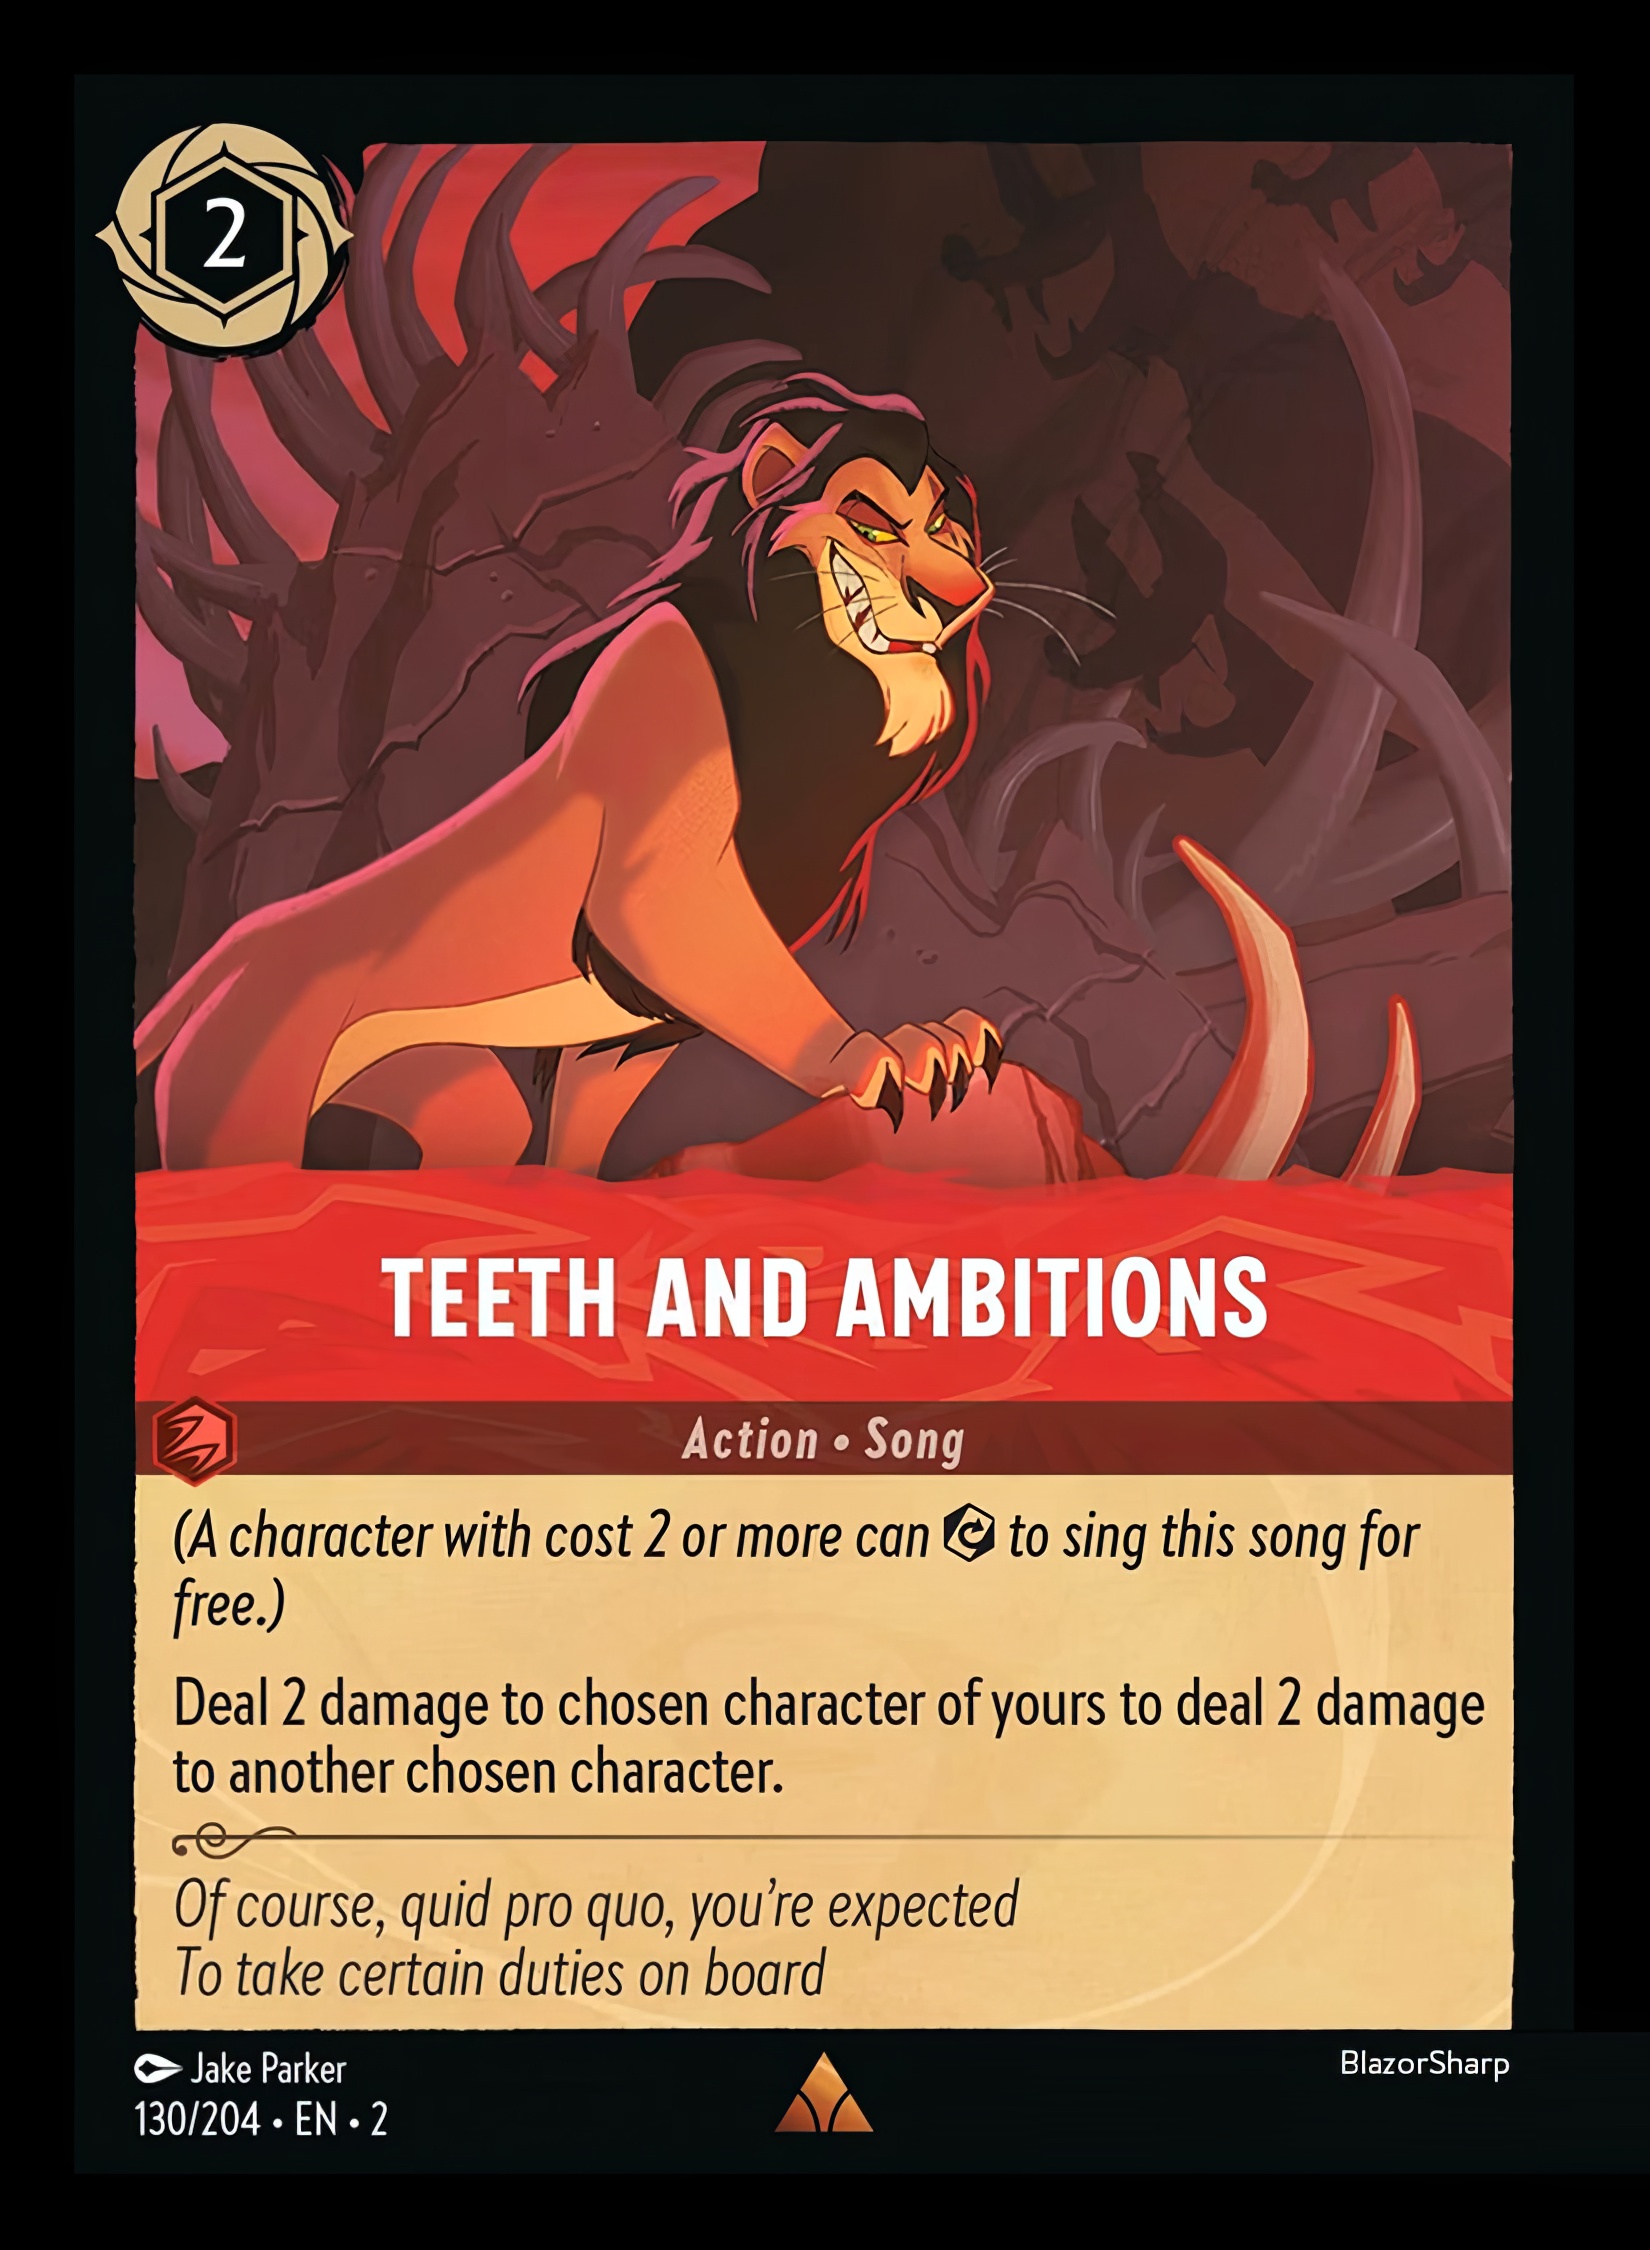 2
TEETH AND AMBITIONS
Action • Song
(A character with cost 2 or more can to sing this song for
free.)
Deal 2 damage to chosen character of yours to deal 2 damage
to another chosen character.
Of course, quid pro quo, you're expected
To take certain duties on board
Jake Parker
BlazorSharp
130/204 • EN • 2